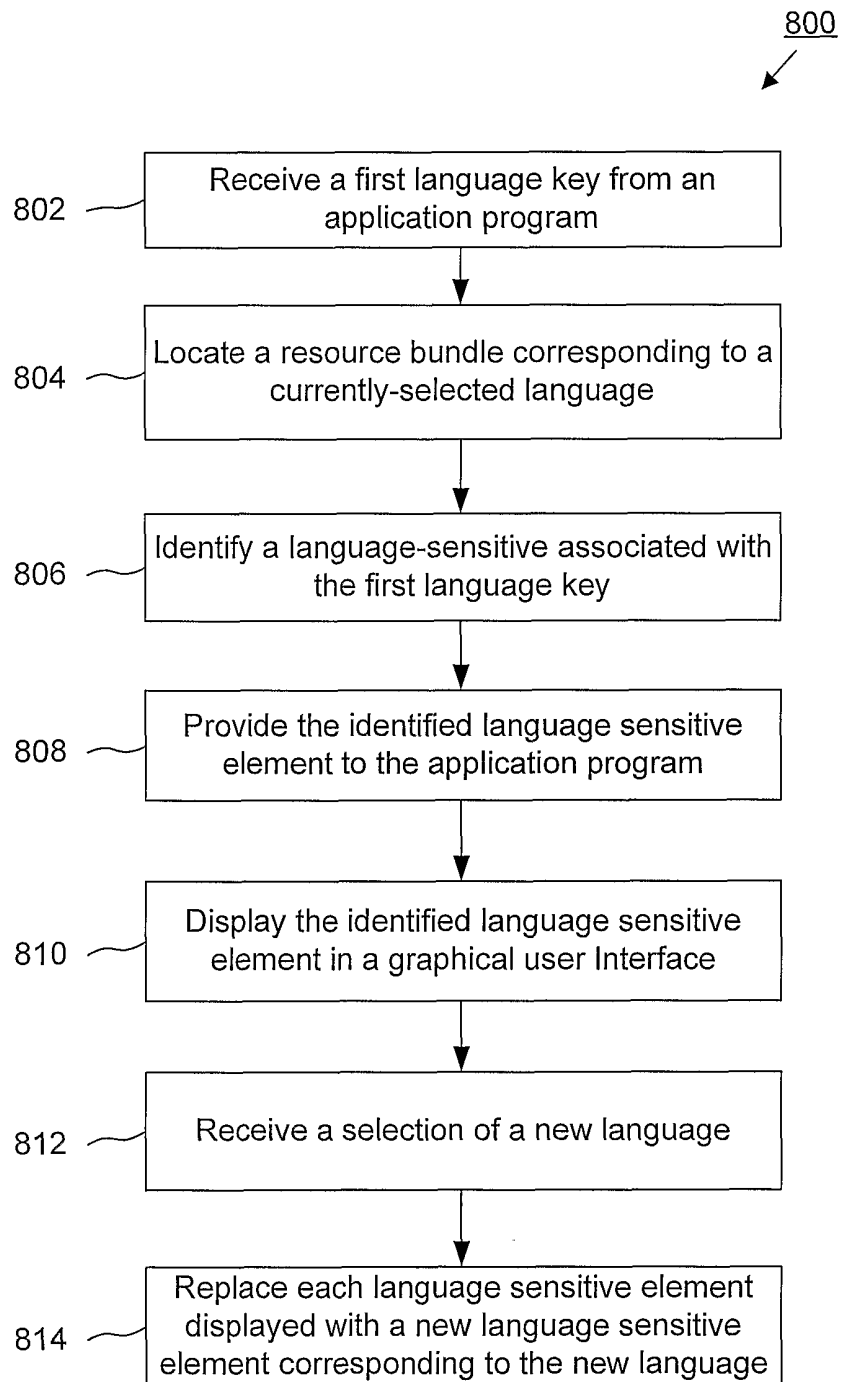 800
802
Receive a first language key from an
application program
804
Locate a resource bundle corresponding to a
currently-selected language
806
Identify a language-sensitive associated with
the first language key
808
Provide the identified language sensitive
element to the application program
810
Display the identified language sensitive
element in a graphical user Interface
812
Receive a selection of a new language
814
Replace each language sensitive element
displayed with a new language sensitive
element corresponding to the new language